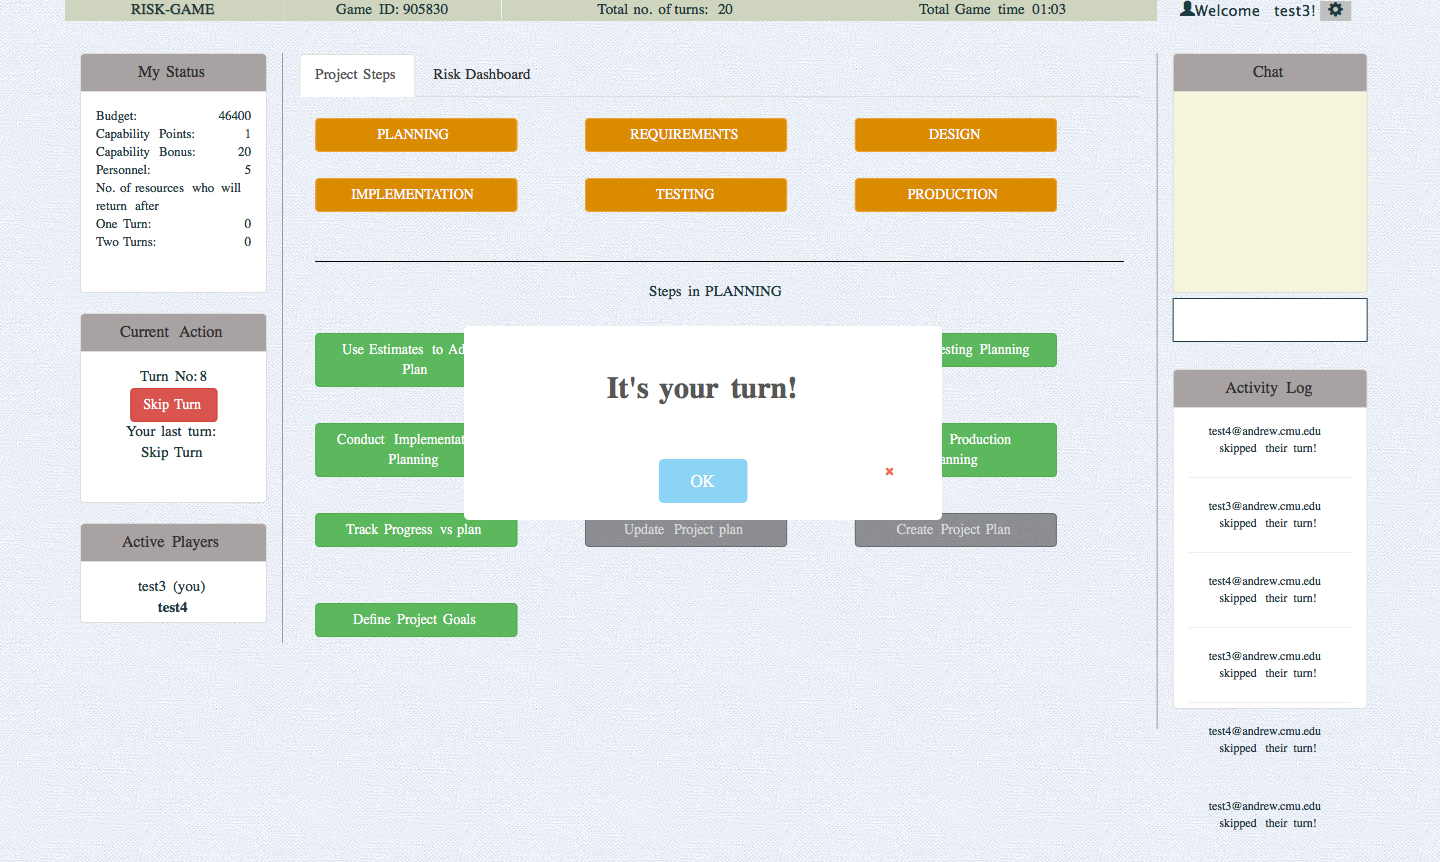 RISK-GAME
Game ID: 905830
Total no. of turns: 20
Total Game time 01:03
Welcome test3!
My Status
Budget: 46400
Capability Points: 1
Capability Bonus: 20
Personnel: 5
No. of resources who will
return after
One Turn: 0
Two Turns: 0
Current Action
Turn No: 8
Skip Turn
Your last turn:
Skip Turn
Active Players
test3 (you)
test4
Project Steps
Risk Dashboard
PLANNING
REQUIREMENTS
DESIGN
IMPLEMENTATION
TESTING
PRODUCTION
Steps in PLANNING
Use Estimates to Ad
Plan
esting Planning
Conduct Implementat
Planning
Production
anning
It's your turn!
OK
Track Progress vs plan
Update Project plan
Create Project Plan
Define Project Goals
Chat
Activity Log
test4@andrew.cmu.edu
skipped their turn!
test3@andrew.cmu.edu
skipped their turn!
test4@andrew.cmu.edu
skipped their turn!
test3@andrew.cmu.edu
skipped their turn!
test4@andrew.cmu.edu
skipped their turn!
test3@andrew.cmu.edu
skipped their turn!